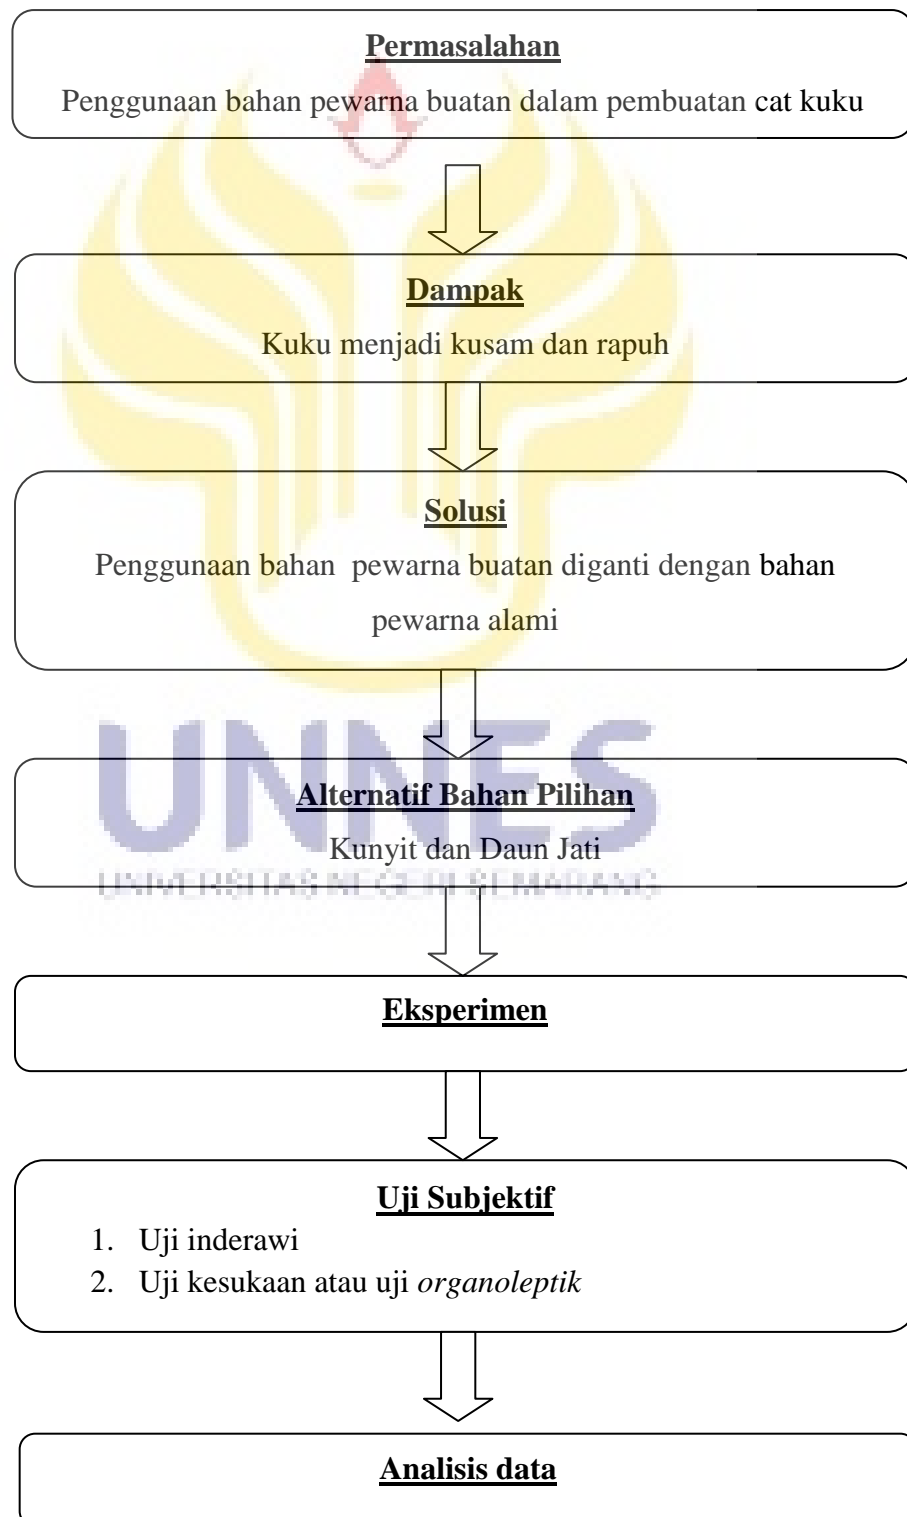 Permasalahan
Penggunaan bahan pewarna buatan dalam pembuatan cat kuku
Dampak
Kuku menjadi kusam dan rapuh
Solusi
Penggunaan bahan pewarna buatan diganti dengan bahan
pewarna alami
UNNES
Alternatif Bahan Pilihan
Kunyit dan Daun Jati
UNIVERSITAS NEGERI SEMARANG
Eksperimen
Uji Subjektif
1. Uji inderawi
2. Uji kesukaan atau uji organoleptik
Analisis data